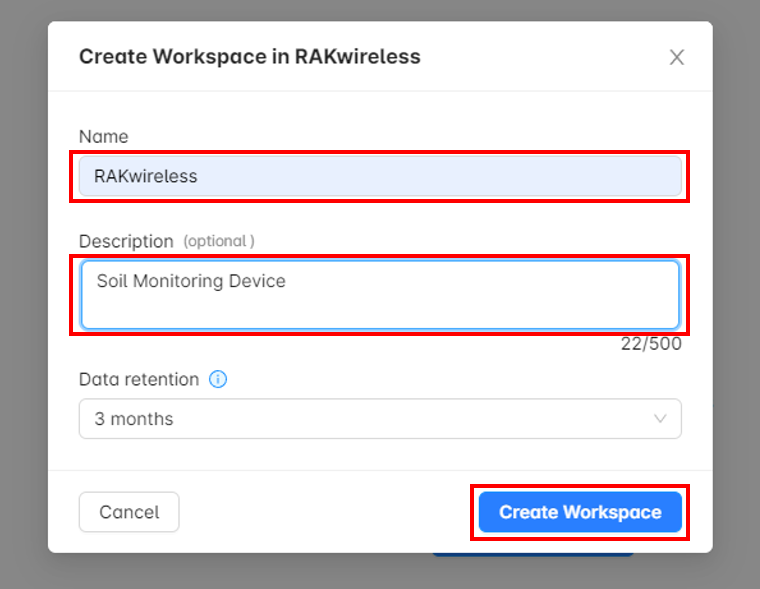 Create Workspace in RAKwireless
Name
RAKwireless
Description (optional )
Soil Monitoring Device
22/500
Data retention
3 months
Cancel
Create Workspace